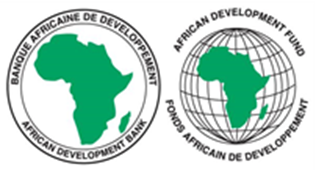 BANQUE AFRICAINE DE DEVELOPPEMENT
AFRICAN DEVELOPMENT BANK
AFRICAN DEVELOPMENT FUND
FONDS AFRICAIN DE DEVELOPPEMENT